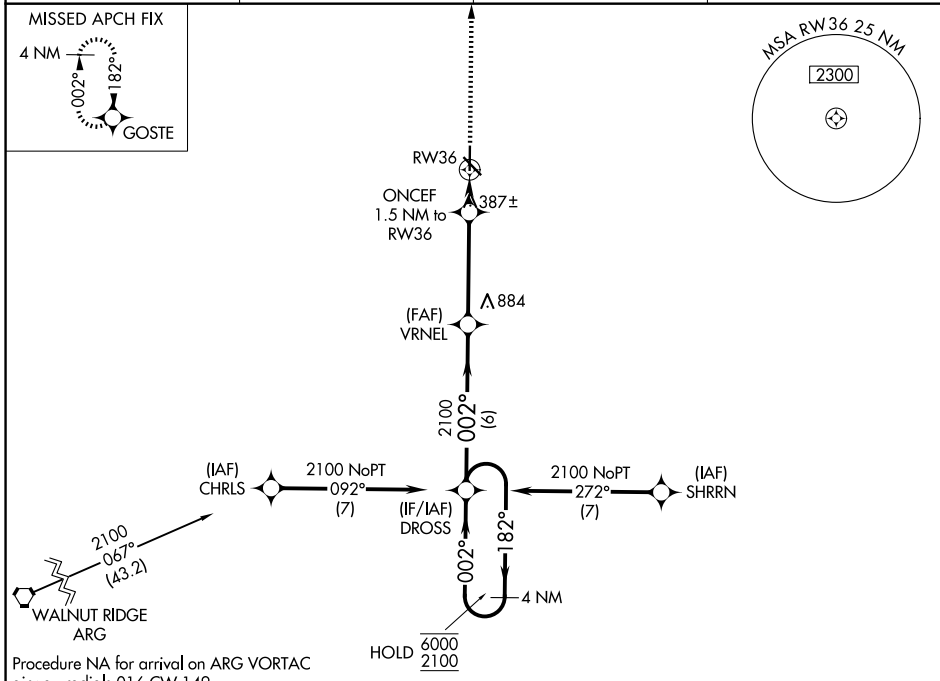 MISSED APCH FIX
4 NM
002°
182°
GOSTE
MSA RW36 25 NM
2300
RW36
ONCEF
1.5 NM to
RW36
387±
884
(FAF)
VRNEL
2100
002°
(6)
(IAF)
CHRLS
2100 NoPT
092°
(7)
(IF/IAF)
DROSS
2100 NoPT
272°
(7)
(IAF)
SHRRN
002°
182°
4 NM
HOLD
6000
2100
2100
067°
(43.2)
WALNUT RIDGE
ARG
Procedure NA for arrival on ARG VORTAC